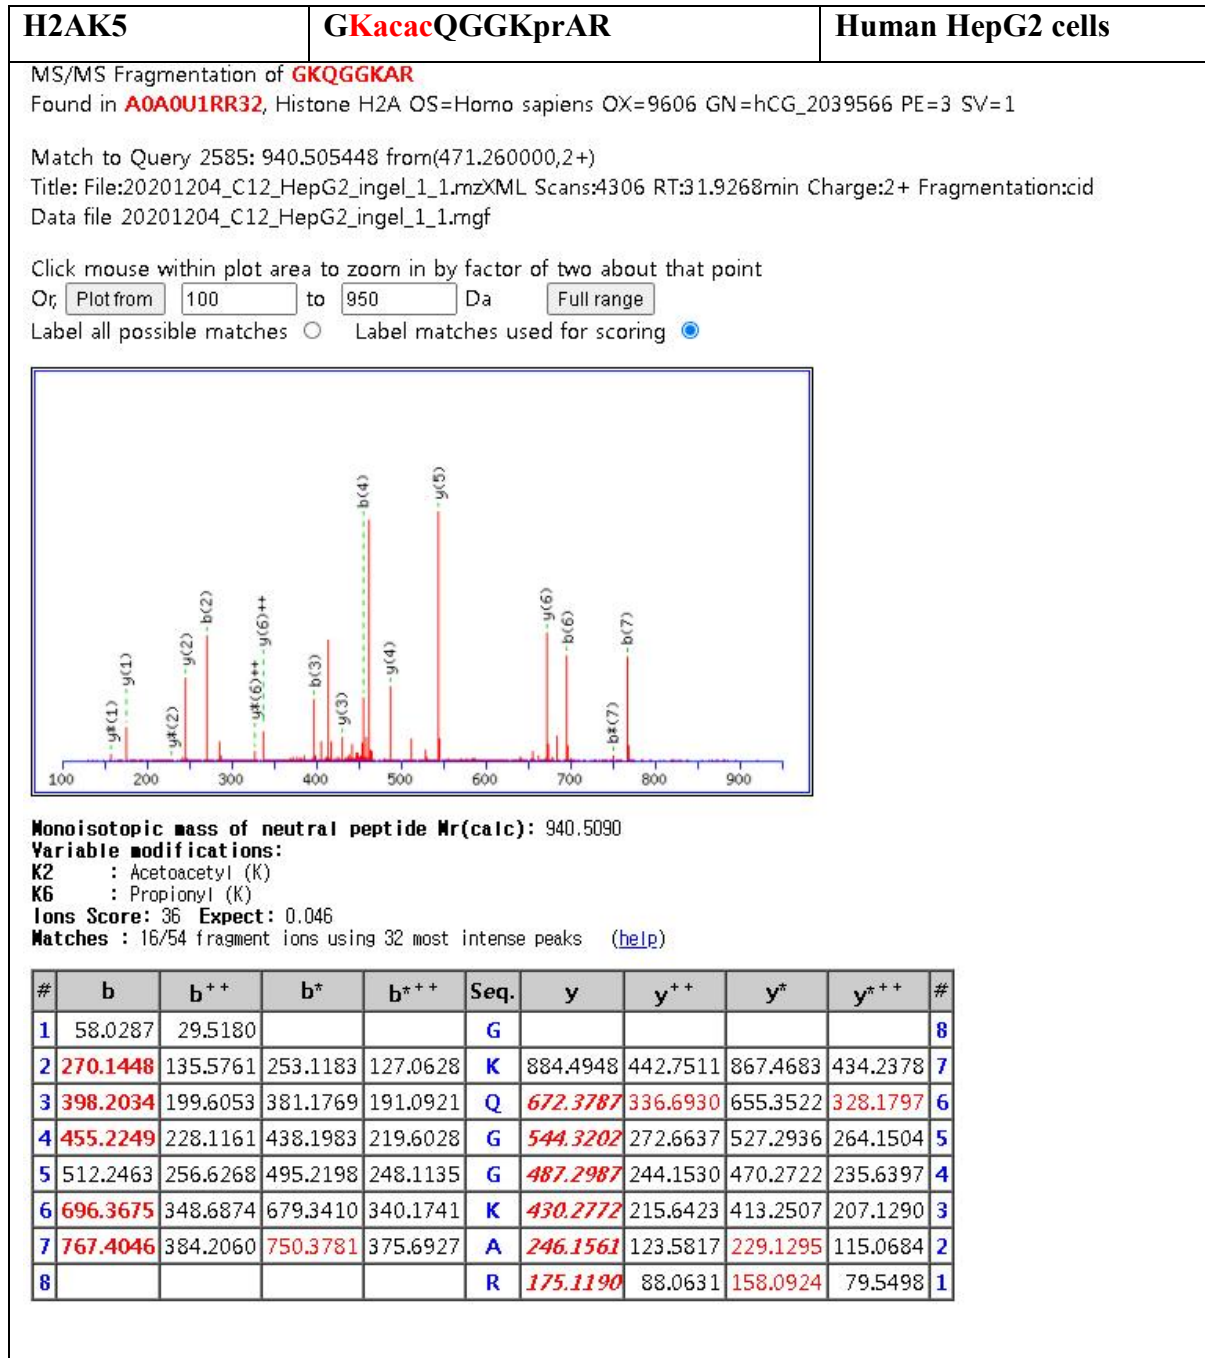 H2AK5 GKacacQGGKprAR Human HepG2 cells
MS/MS Fragmentation of GKQGGKAR
Found in A0A0U1RR32, Histone H2A OS=Homo sapiens OX=9606 GN=hCG_2039566 PE=3 SV=1
Match to Query 2585: 940.505448 from(471.260000,2+)
Title: File:20201204_C12_HepG2_ingel_1_1.mzXML Scans:4306 RT:31.9268min Charge:2+ Fragmentation:cid
Data file 20201204_C12_HepG2_ingel_1_1.mgf
Click mouse within plot area to zoom in by factor of two about that point
Or, Plot from 100 to 950 Da Full range
Label all possible matches Label matches used for scoring
y*(1)
y(1)
y*(2)
y(2)
b(2)
y*(6)++
y(6)++
b(3)
y(3)
b(4)
y(4)
y(5)
y(6)
b(6)
b*(7)
b(7)
100 200 300 400 500 600 700 800 900
Monoisotopic mass of neutral peptide Mr(calc): 940.5090
Variable modifications:
K2 : Acetoacetyl (K)
K6 : Propionyl (K)
Ions Score: 36 Expect: 0.046
Matches : 16/54 fragment ions using 32 most intense peaks (help)
# b b++ b* b*++ Seq. y y++ y* y*++ #
1 58.0287 29.5180 G 8
2 270.1448 135.5761 253.1183 127.0628 K 884.4948 442.7511 867.4683 434.2378 7
3 398.2034 199.6053 381.1769 191.0921 Q 672.3787 336.6930 655.3522 328.1797 6
4 455.2249 228.1161 438.1983 219.6028 G 544.3202 272.6637 527.2936 264.1504 5
5 512.2463 256.6268 495.2198 248.1135 G 487.2987 244.1530 470.2722 235.6397 4
6 696.3675 348.6874 679.3410 340.1741 K 430.2772 215.6423 413.2507 207.1290 3
7 767.4046 384.2060 750.3781 375.6927 A 246.1561 123.5817 229.1295 115.0684 2
8 R 175.1190 88.0631 158.0924 79.5498 1